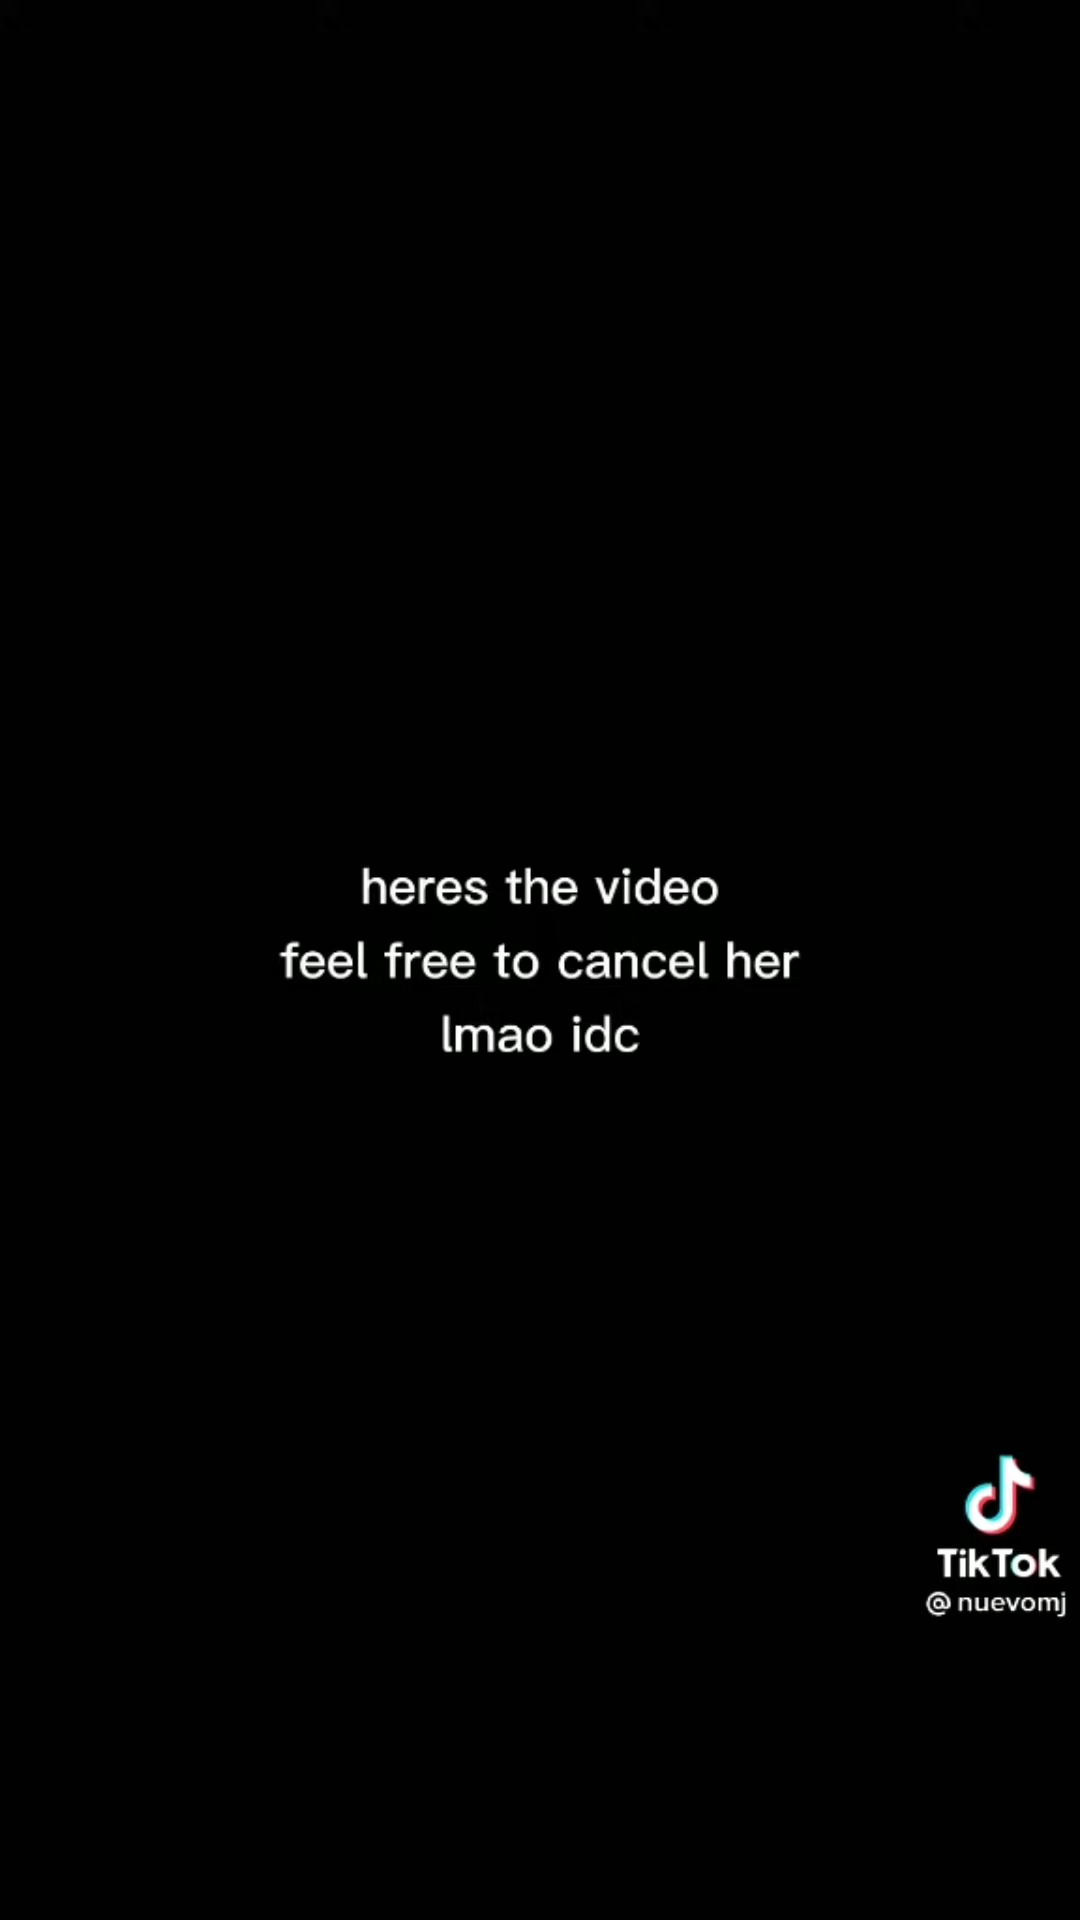 heres the video
feel free to cancel her
lmao idc
TikTok
@nuevomj